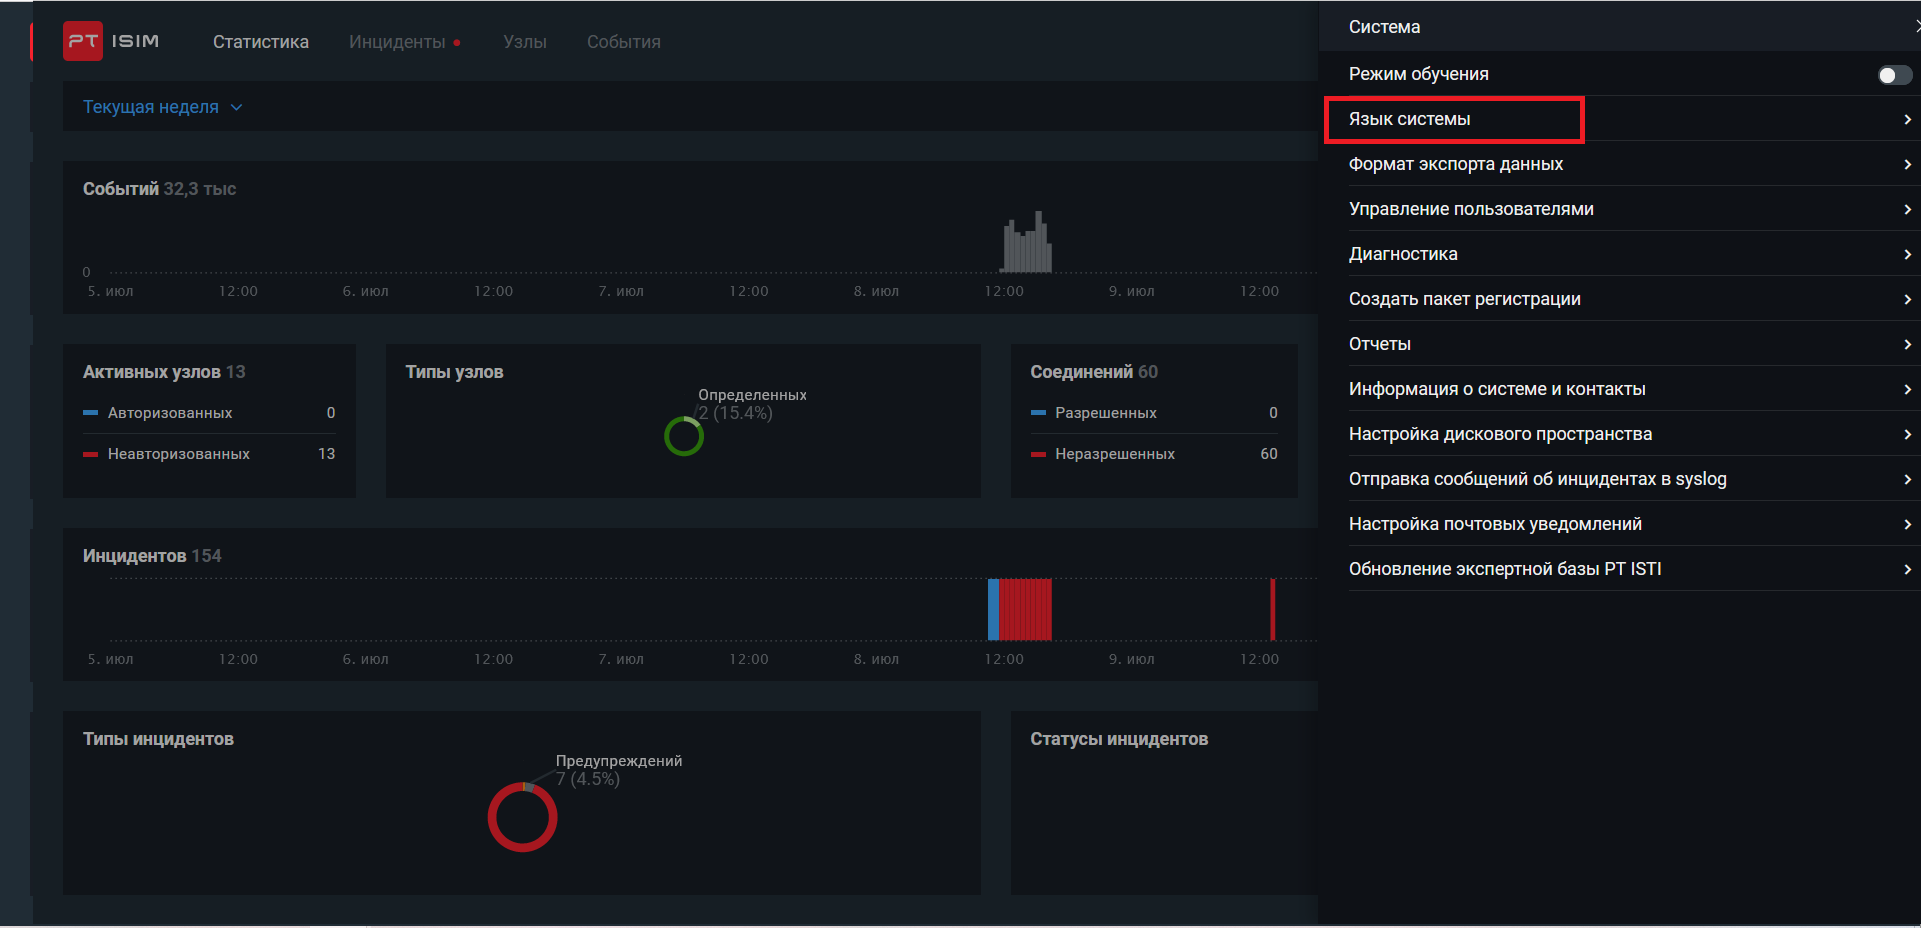 PT ISIM Статистика Инциденты Узлы События
Текущая неделя
Событий 32,3 тыс
0
5. июл 12:00 6. июл 12:00 7. июл 12:00 8. июл 12:00 9. июл 12:00
Активных узлов 13
Авторизованных 0
Неавторизованных 13
Типы узлов
Определенных
2 (15.4%)
Соединений 60
Разрешенных 0
Неразрешенных 60
Инцидентов 154
5. июл 12:00 6. июл 12:00 7. июл 12:00 8. июл 12:00 9. июл 12:00
Типы инцидентов
Предупреждений
7 (4.5%)
Статусы инцидентов
Система
Режим обучения
Язык системы
Формат экспорта данных
Управление пользователями
Диагностика
Создать пакет регистрации
Отчеты
Информация о системе и контакты
Настройка дискового пространства
Отправка сообщений об инцидентах в syslog
Настройка почтовых уведомлений
Обновление экспертной базы PT ISTI